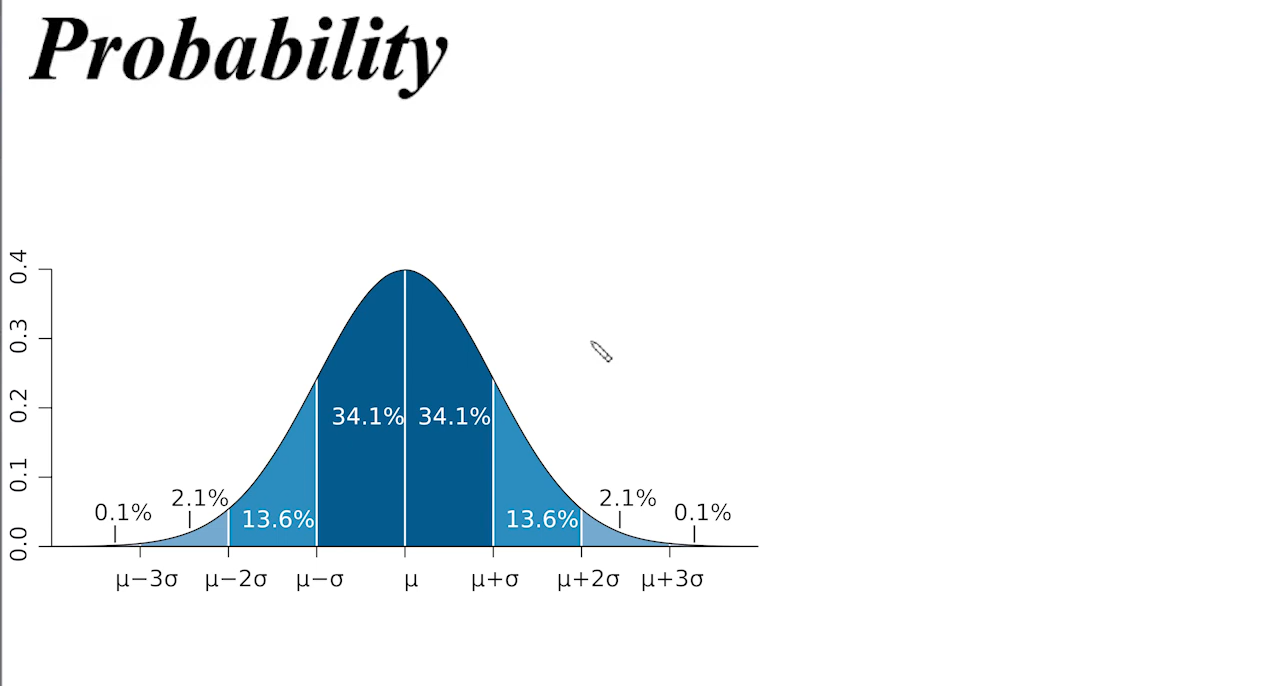 Probability
0.4
0.3
0.2
0.1
0.0
34.1% 34.1%
0.1% 2.1% 13.6% 13.6% 2.1% 0.1%
μ−3σ μ−2σ μ−σ μ μ+σ μ+2σ μ+3σ